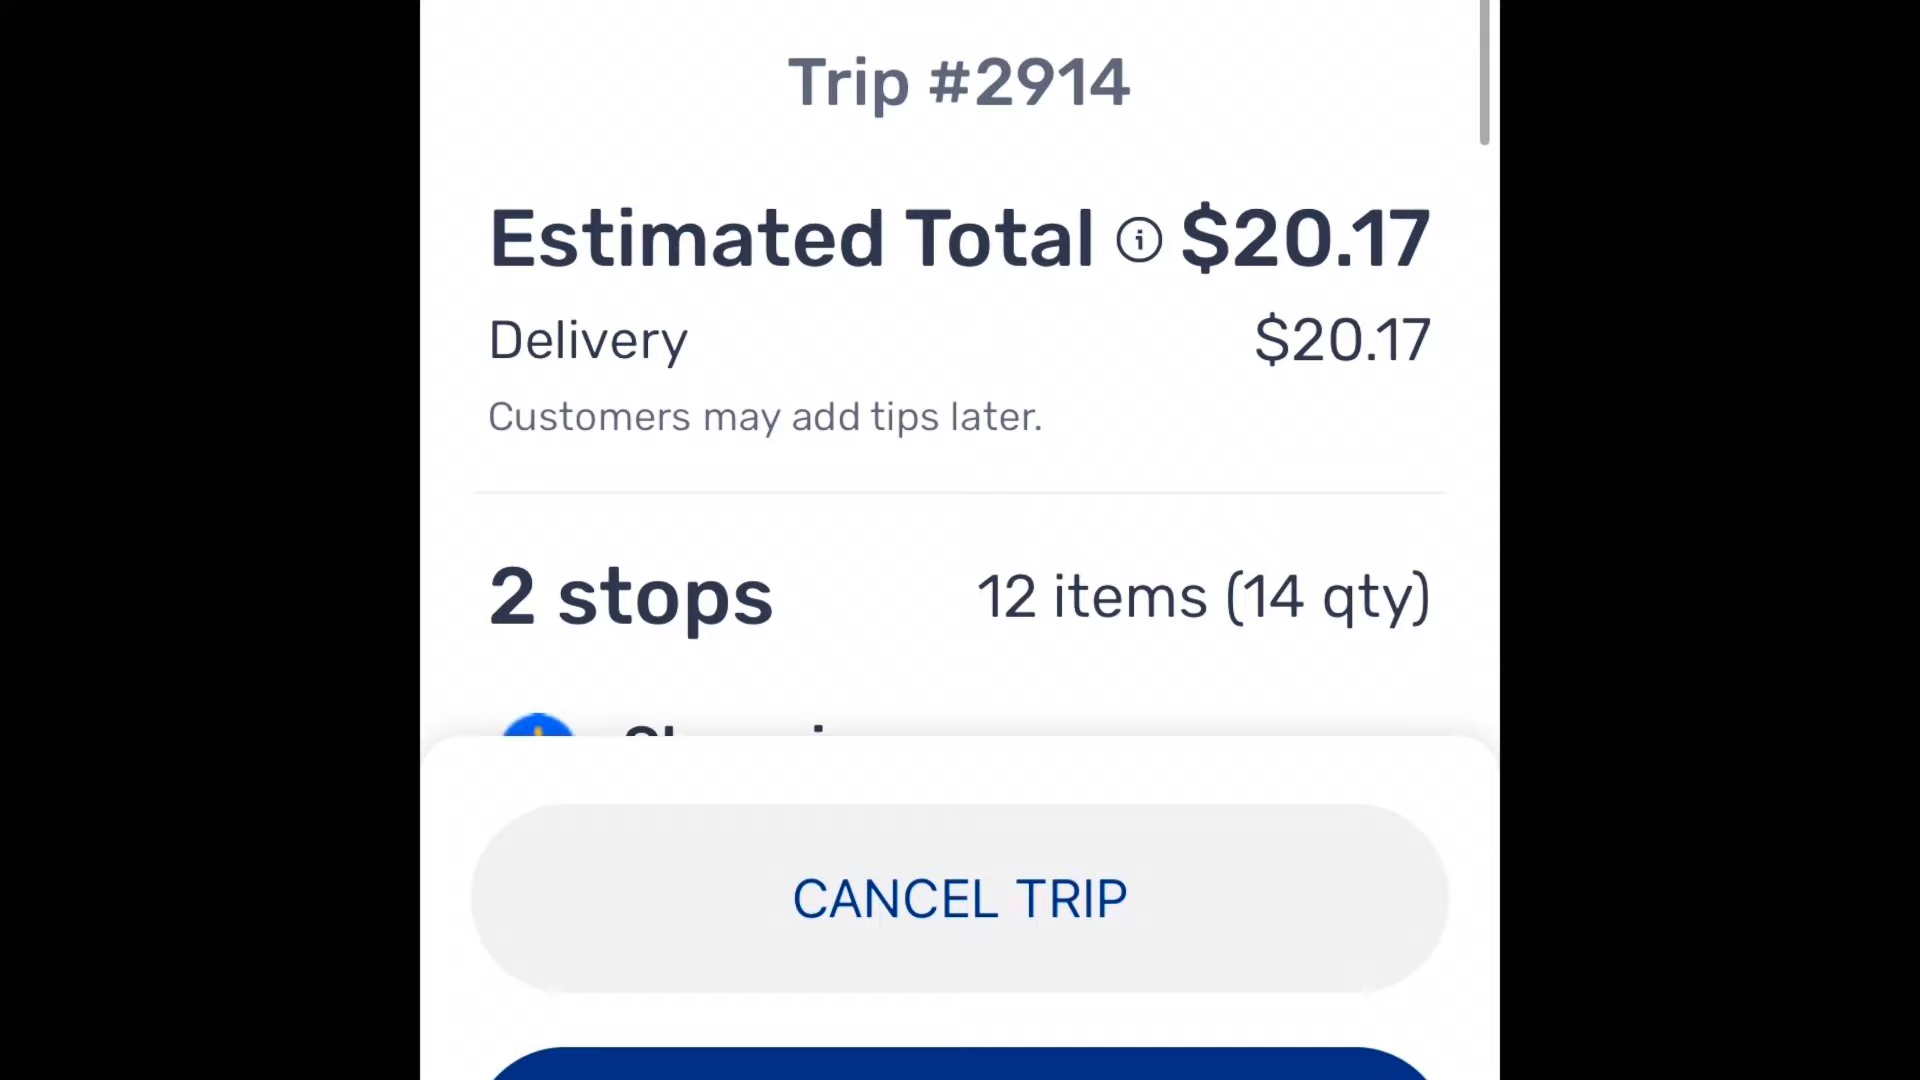 Trip #2914
Estimated Total $20.17
Delivery $20.17
Customers may add tips later.
2 stops 12 items (14 qty)
CANCEL TRIP